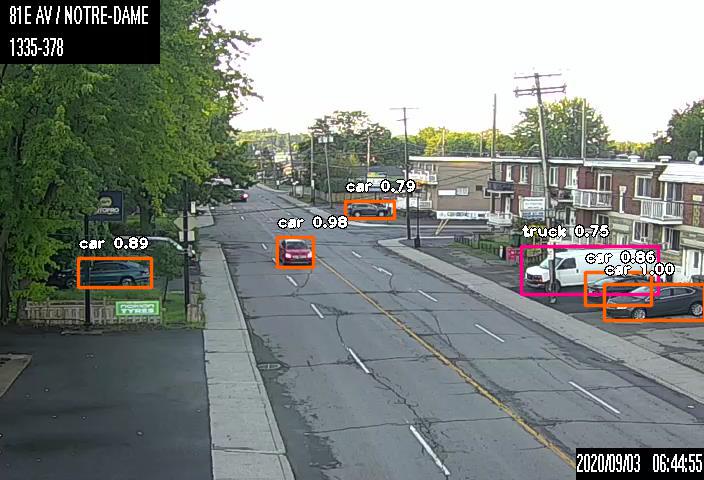 81E AV / NOTRE-DAME
1335-378
car 0.79
car 0.98
truck 0.75
car 0.89
car 0.86
car 1.00
NOKIAN
TYRES
2020/09/03 06:44:55